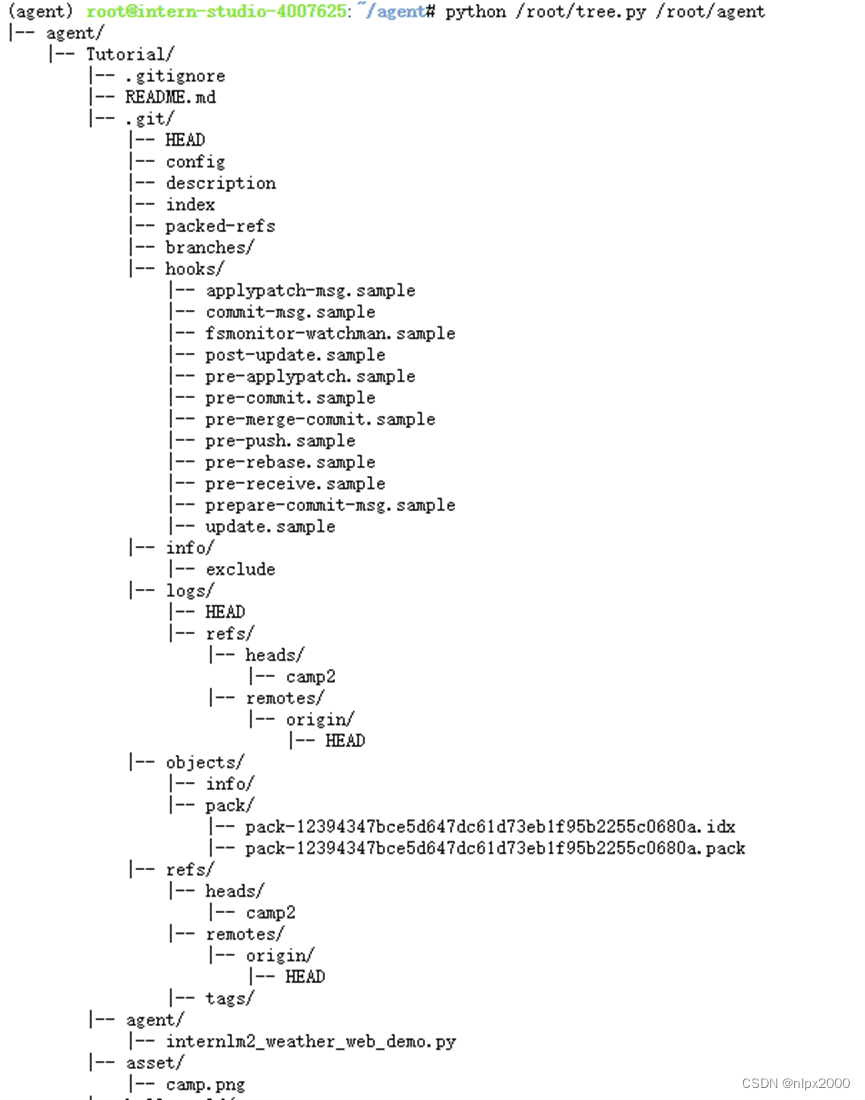 (agent) root@intern-studio-4007625:~/agent# python /root/tree.py /root/agent
|-- agent/
|-- Tutorial/
|-- .gitignore
|-- README.md
|-- .git/
|-- HEAD
|-- config
|-- description
|-- index
|-- packed-refs
|-- branches/
|-- hooks/
|-- applypatch-msg.sample
|-- commit-msg.sample
|-- fsmonitor-watchman.sample
|-- post-update.sample
|-- pre-applypatch.sample
|-- pre-commit.sample
|-- pre-merge-commit.sample
|-- pre-push.sample
|-- pre-rebase.sample
|-- pre-receive.sample
|-- prepare-commit-msg.sample
|-- update.sample
|-- info/
|-- exclude
|-- logs/
|-- HEAD
|-- refs/
|-- heads/
|-- camp2
|-- remotes/
|-- origin/
|-- HEAD
|-- objects/
|-- info/
|-- pack/
|-- pack-12394347bce5d647dc61d73eb1f95b2255c0680a.idx
|-- pack-12394347bce5d647dc61d73eb1f95b2255c0680a.pack
|-- refs/
|-- heads/
|-- camp2
|-- remotes/
|-- origin/
|-- HEAD
|-- tags/
|-- agent/
|-- internlm2_weather_web_demo.py
|-- asset/
|-- camp.png
CSDN @nlpx2000